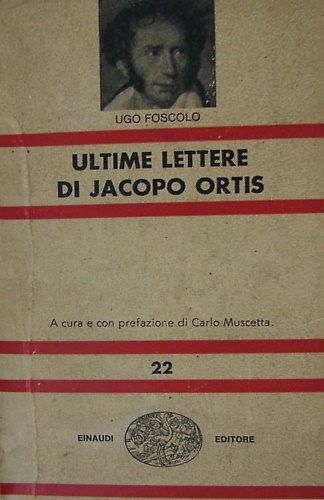 UGO FOSCOLO
ULTIME LETTERE
DI JACOPO ORTIS
A cura e con prefazione di Carlo Muscetta.
22
EINAUDI EDITORE